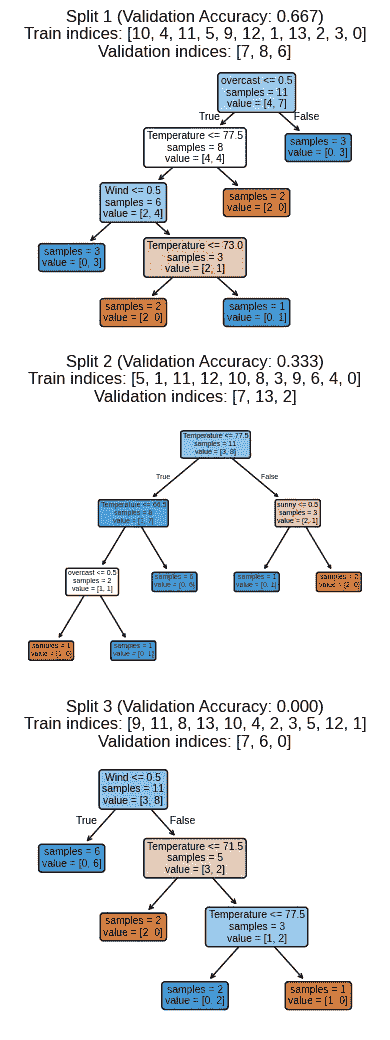 Split 1 (Validation Accuracy: 0.667)
Train indices: [10, 4, 11, 5, 9, 12, 1, 13, 2, 3, 0]
Validation indices: [7, 8, 6]
overcast <= 0.5
samples = 11
value = [4, 7]
True
False
Temperature <= 77.5
samples = 8
value = [4, 4]
samples = 3
value = [0, 3]
Wind <= 0.5
samples = 6
value = [2, 4]
samples = 2
value = [2, 0]
samples = 3
value = [0, 3]
Temperature <= 73.0
samples = 3
value = [2, 1]
samples = 2
value = [2, 0]
samples = 1
value = [0, 1]
Split 2 (Validation Accuracy: 0.333)
Train indices: [5, 1, 11, 12, 10, 8, 3, 9, 6, 4, 0]
Validation indices: [7, 13, 2]
Temperature <= 77.5
samples = 11
value = [3, 8]
True
False
Temperature <=
samples = 8
value =
sunny <= 0.5
samples = 3
value = [2, 1]
overcast <= 0.5
samples = 2
value = [1, 1]
samples = 6
value = [0, 6]
samples = 1
value = [0, 1]
samples =
value = [2, 0]
samples = 1
value = [1, 0]
samples = 1
value = [0, 1]
Split 3 (Validation Accuracy: 0.000)
Train indices: [9, 11, 8, 13, 10, 4, 2, 3, 5, 12, 1]
Validation indices: [7, 6, 0]
Wind <= 0.5
samples = 11
value = [3, 8]
True
False
samples = 6
value = [0, 6]
Temperature <= 71.5
samples = 5
value = [3, 2]
samples = 2
value = [2, 0]
Temperature <= 77.5
samples = 3
value = [1, 2]
samples = 2
value = [0, 2]
samples = 1
value = [1, 0]